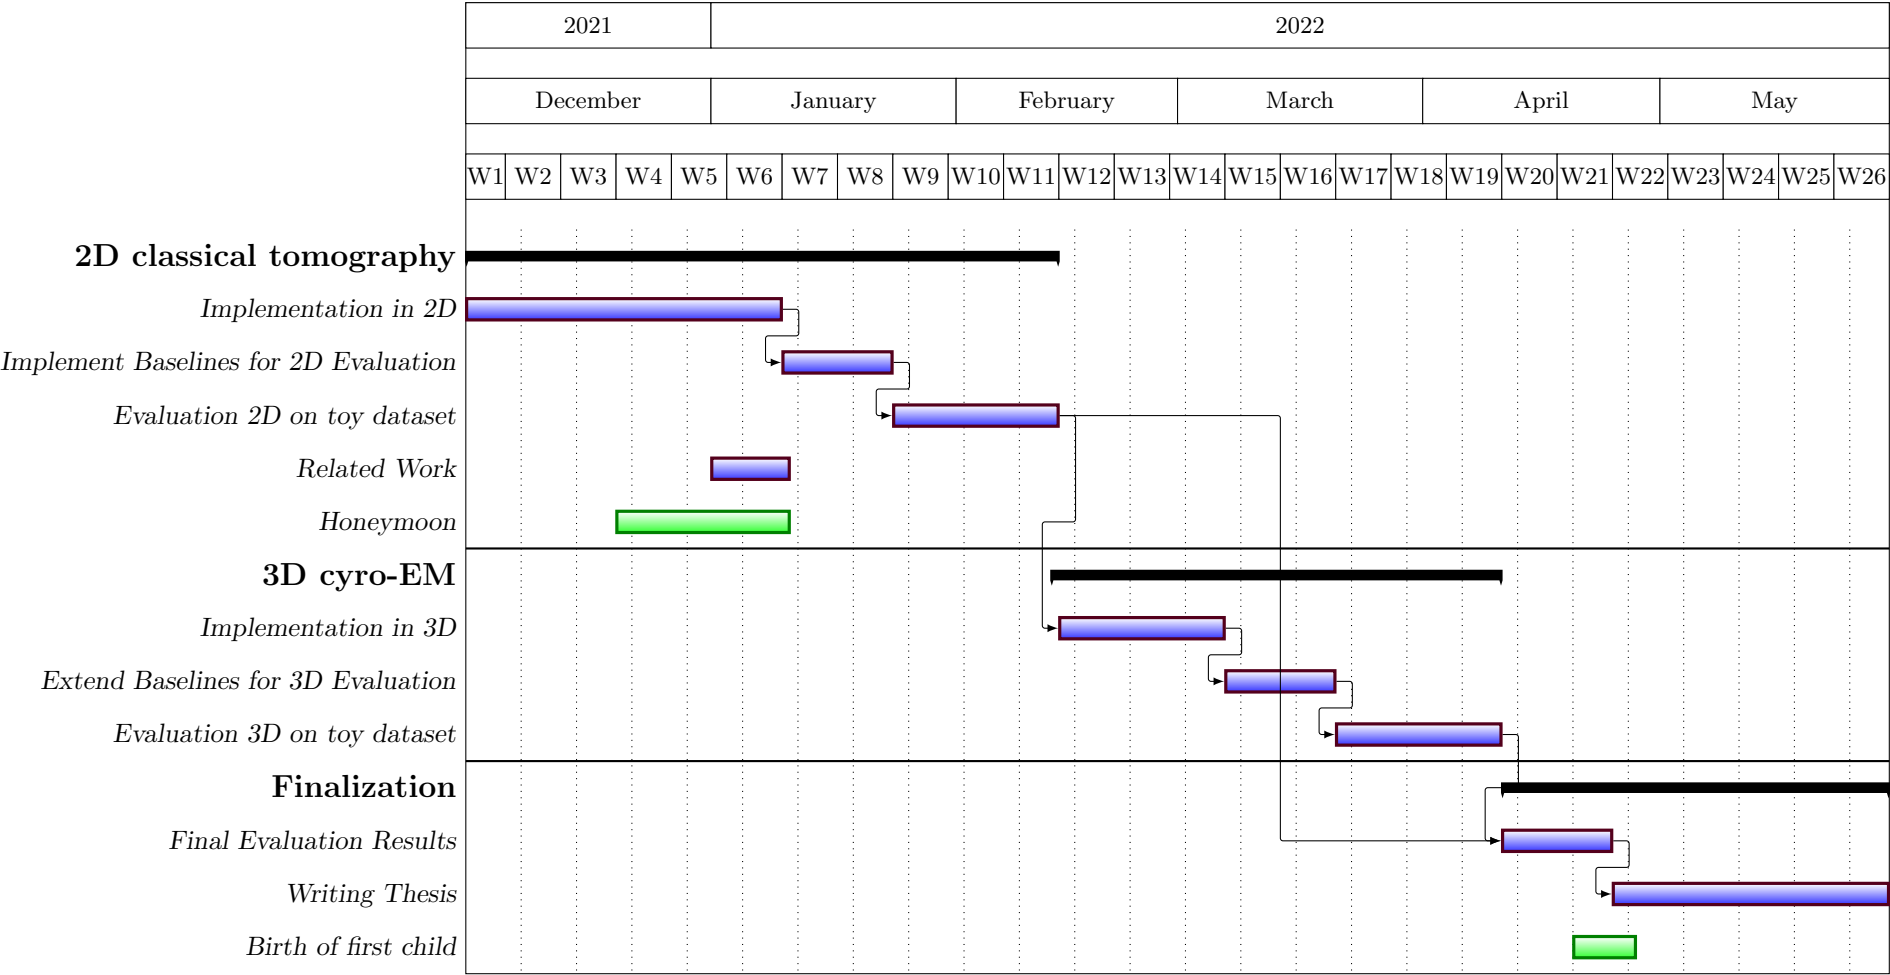 2021 2022
December January February March April May
W1 W2 W3 W4 W5 W6 W7 W8 W9 W10 W11 W12 W13 W14 W15 W16 W17 W18 W19 W20 W21 W22 W23 W24 W25 W26
2D classical tomography
Implementation in 2D
Implement Baselines for 2D Evaluation
Evaluation 2D on toy dataset
Related Work
Honeymoon
3D cyro-EM
Implementation in 3D
Extend Baselines for 3D Evaluation
Evaluation 3D on toy dataset
Finalization
Final Evaluation Results
Writing Thesis
Birth of first child